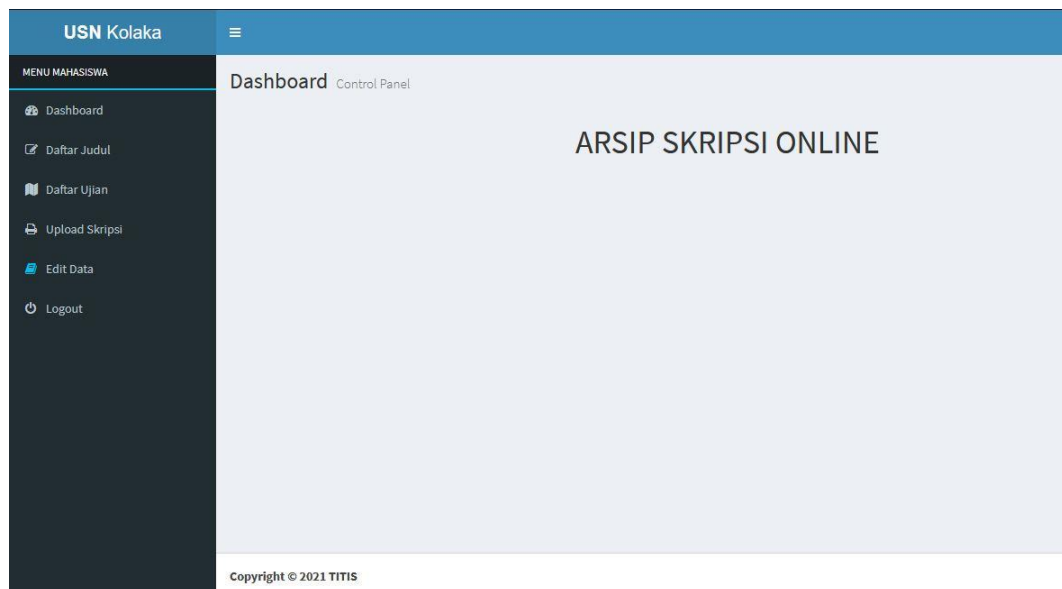 USN Kolaka
MENU MAHASISWA
Dashboard
Daftar Judul
Daftar Ujian
Upload Skripsi
Edit Data
Logout
Dashboard Control Panel
ARSIP SKRIPSI ONLINE
Copyright © 2021 TITIS